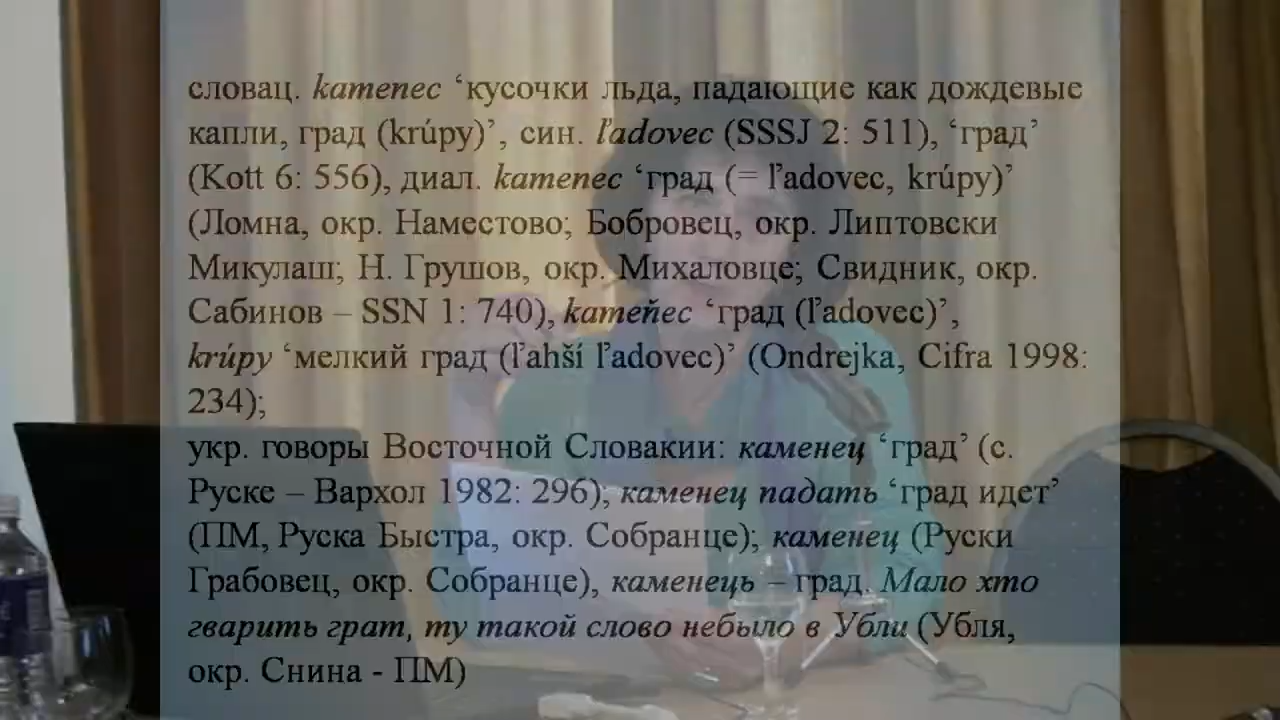 словац. kamenec ‘кусочки льда, падающие как дождевые
капли, град (krúpy)’, син. ľadovec (SSSJ 2: 511), ‘град’
(Kott 6: 556), диал. kamenec ‘град (= ľadovec, krúpy)’
(Ломна, окр. Наместово; Бобровец, окр. Липтовски
Микулаш; Н. Грушов, окр. Михаловце; Свидник, окр.
Сабинов – SSN 1: 740), kameňec ‘град (ľadovec)’,
krúpy ‘мелкий град (ľahší ľadovec)’ (Ondrejka, Cifra 1998:
234);
укр. говоры Восточной Словакии: каменец ‘град’ (с.
Руске – Вархол 1982: 296); каменец падать ‘град идет’
(ПМ, Руска Быстра, окр. Собранце); каменец (Руски
Грабовец, окр. Собранце), каменець – град. Мало хто
гварить грат, ту такой слово небыло в Убли (Убля,
окр. Снина - ПМ)